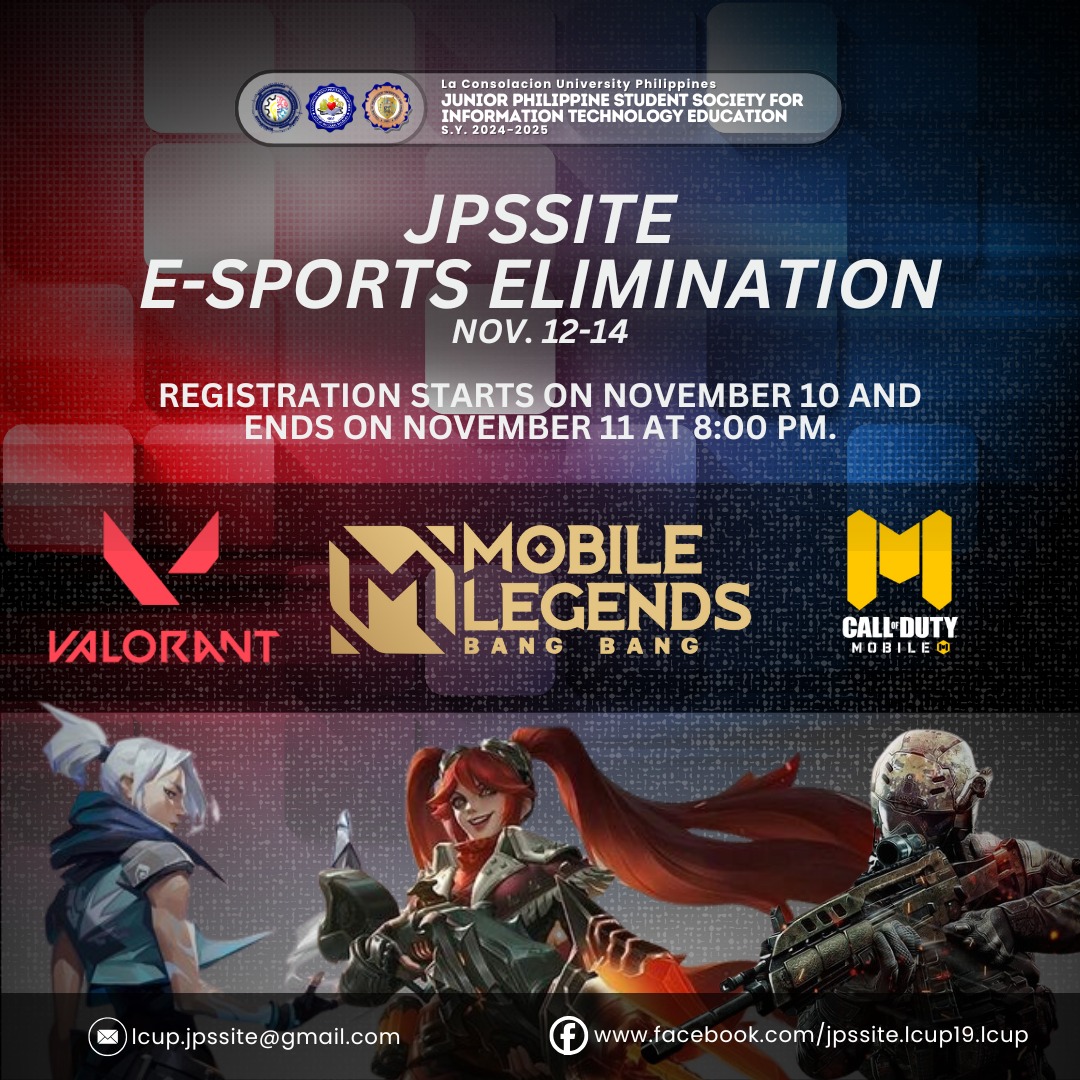 La Consolacion University Philippines
JUNIOR PHILIPPINE STUDENT SOCIETY FOR
INFORMATION TECHNOLOGY EDUCATION
S.Y. 2024-2025
JPSSITE
E-SPORTS ELIMINATION
NOV. 12-14
REGISTRATION STARTS ON NOVEMBER 10 AND
ENDS ON NOVEMBER 11 AT 8:00 PM.
VALORANT
MOBILE
LEGENDS
BANG BANG
CALL OF DUTY
MOBILE
lcup.jpssite@gmail.com
www.facebook.com/jpssite.lcup19.lcup